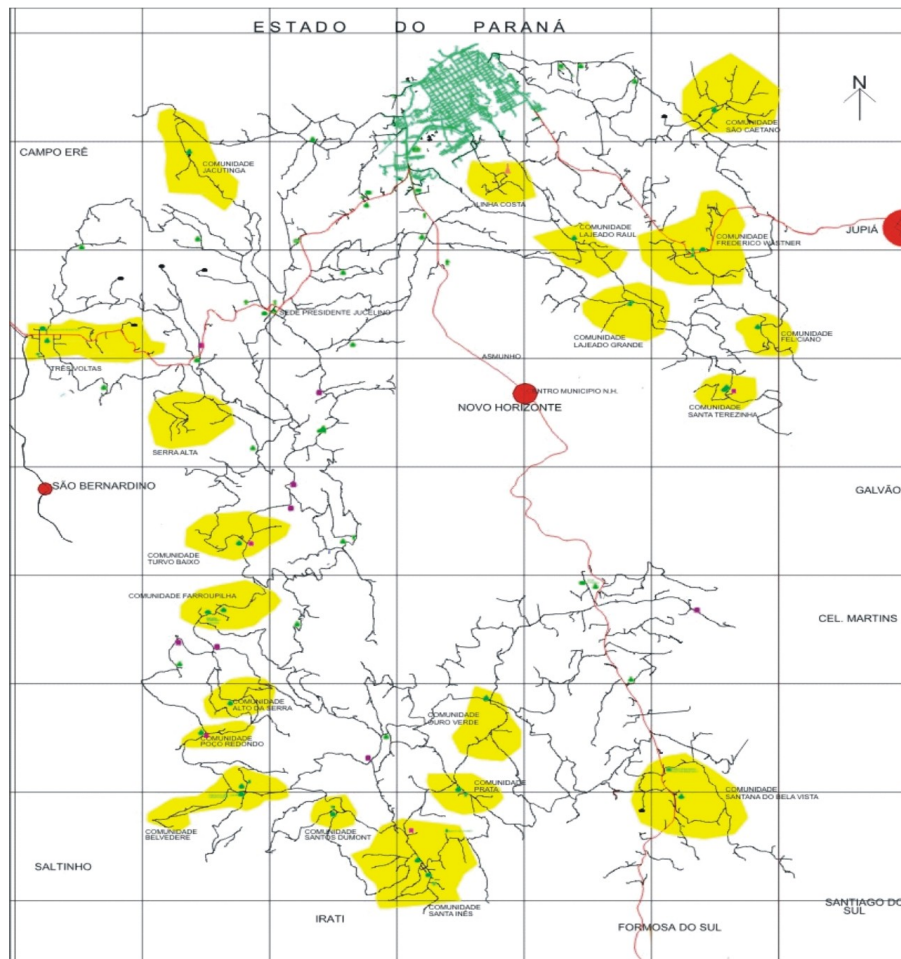 ESTADO DO PARANÁ
N
COMUNIDADE
SÃO CAETANO
CAMPO ERÊ
COMUNIDADE
JACUTINGA
LINHA COSTA
COMUNIDADE
LAJEADO RAUL
COMUNIDADE
FREDERICO WASTNER
JUPIÁ
SEDE PRESIDENTE JUCELINO
COMUNIDADE
LAJEADO GRANDE
COMUNIDADE
FELICIANO
TRÊS VOLTAS
ASMUNHO
ENTRO MUNICIPIO N.H.
NOVO HORIZONTE
COMUNIDADE
SANTA TEREZINHA
SERRA ALTA
SÃO BERNARDINO
GALVÃO
COMUNIDADE
TURVO BAIXO
COMUNIDADE FARROUPILHA
CEL. MARTINS
COMUNIDADE
ALTO DA SERRA
COMUNIDADE
OURO VERDE
COMUNIDADE
POÇO REDONDO
COMUNIDADE
PRATA
COMUNIDADE
SANTANA DO BELA VISTA
COMUNIDADE
BELVEDERE
COMUNIDADE
SANTOS DUMONT
SALTINHO
COMUNIDADE
SANTA INÊS
IRATI
FORMOSA DO SUL
SANTIAGO DO
SUL